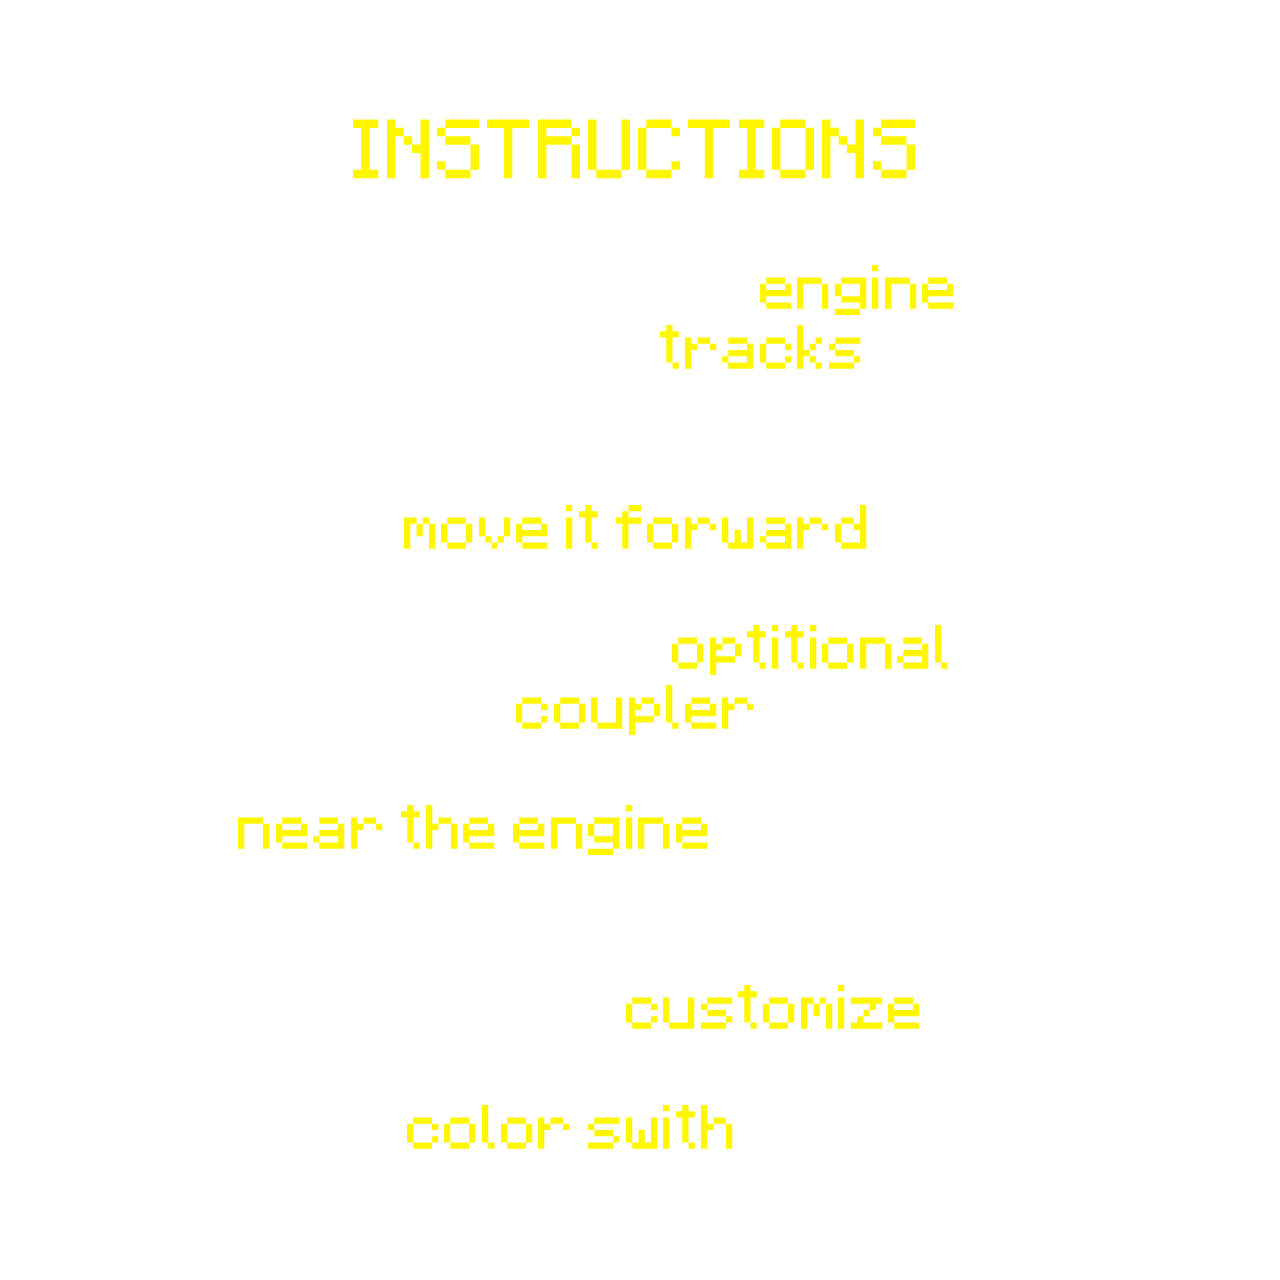 INSTRUCTIONS
engine
tracks
move it forward
optitional
coupler
near the engine
customize
color swith